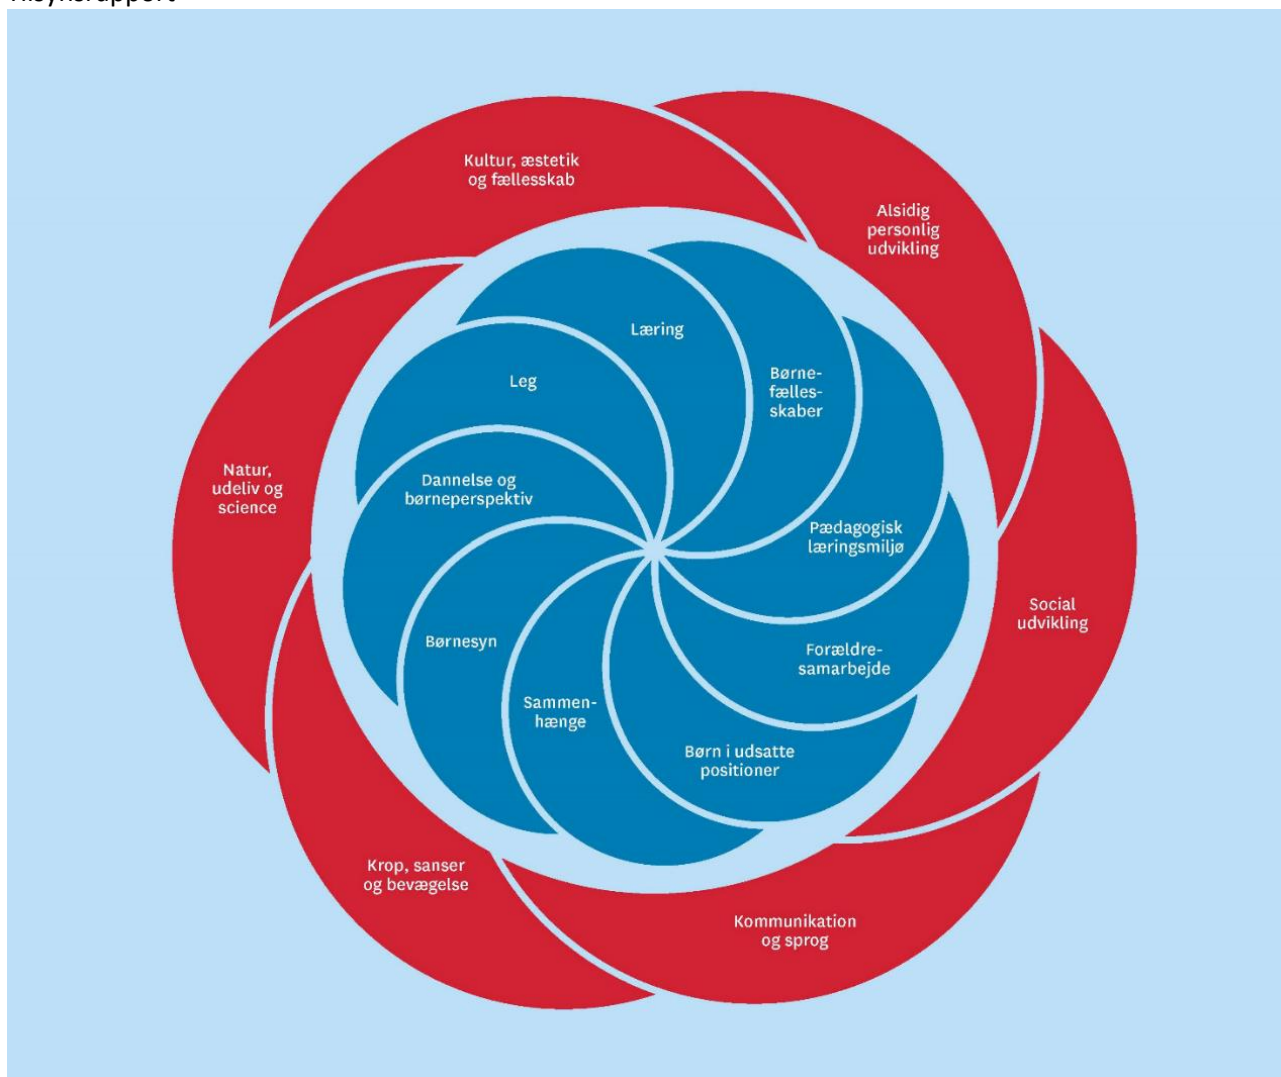 Kultur, æstetik
og fællesskab
Alsidig
personlig
udvikling
Læring
Børne-
fælles-
skaber
Leg
Natur,
udeliv og
science
Dannelse og
børneperspektiv
Pædagogisk
læringsmiljø
Social
udvikling
Børnesyn
Forældre-
samarbejde
Sammen-
hænge
Børn i udsatte
positioner
Krop, sanser
og bevægelse
Kommunikation
og sprog